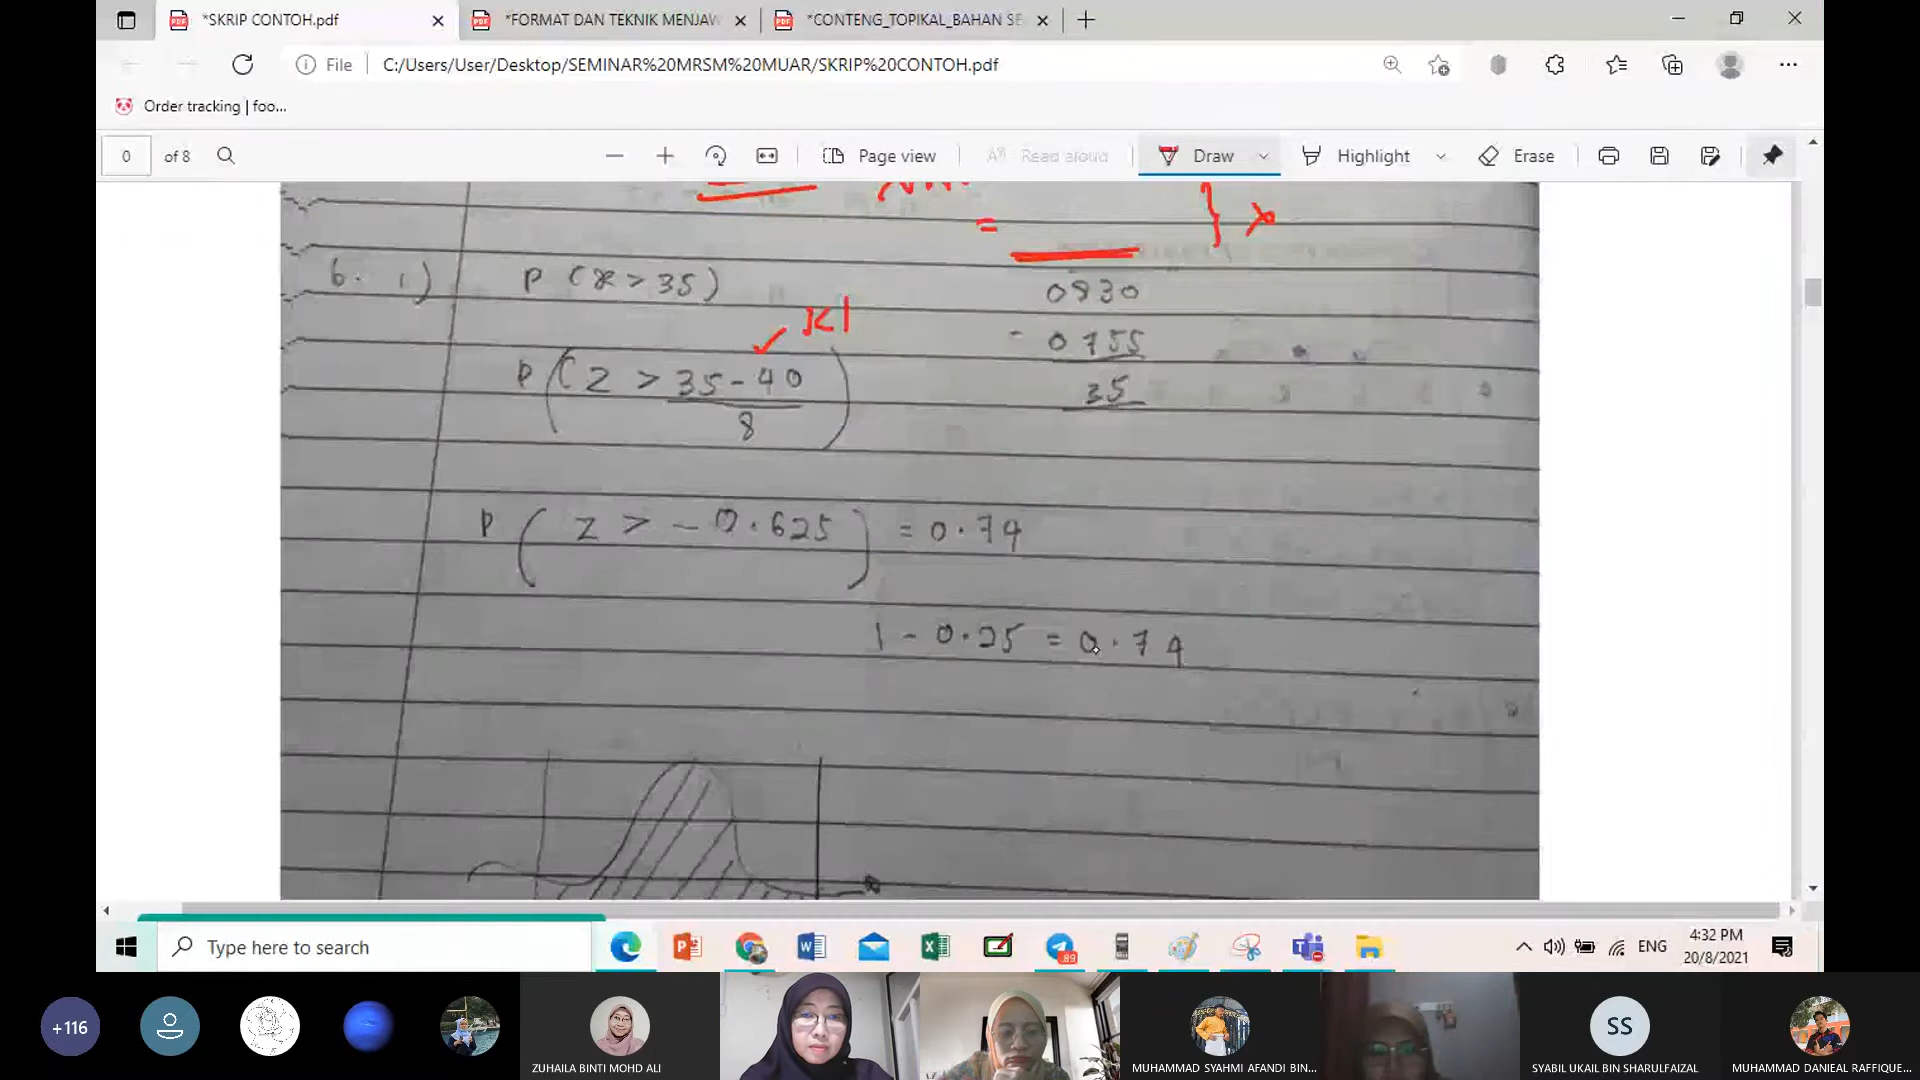 *SKRIP CONTOH.pdf
*FORMAT DAN TEKNIK MENJAW
*CONTENG_TOPIKAL_BAHAN SE
File
C:/Users/User/Desktop/SEMINAR%20MRSM%20MUAR/SKRIP%20CONTOH.pdf
Order tracking | foo...
0 of 8
Page view
Read aloud
Draw
Highlight
Erase
=
6. i) P (x > 35)
0830
K1
- 0755
P ( ( Z > 35 - 40
8 )
35
P ( Z > - 0.625 ) = 0.74
1 - 0.25 = 0.74
Type here to search
89
ENG
4:32 PM
20/8/2021
+116
ZUHAILA BINTI MOHD ALI
MUHAMMAD SYAHMI AFANDI BIN...
SS
SYABIL UKAIL BIN SHARULFAIZAL
MUHAMMAD DANIEAL RAFFIQUE...